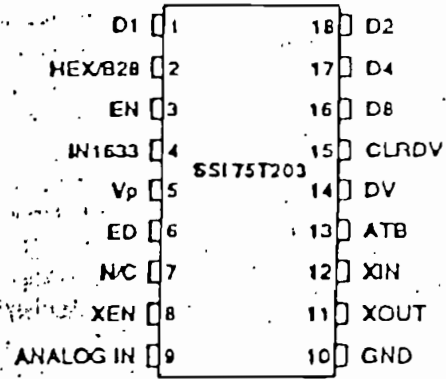 D1 1 18 D2
HEX/B28 2 17 D4
EN 3 16 D8
IN1633 4 15 CLRDV
SSI75T203
Vp 5 14 DV
ED 6 13 ATB
N/C 7 12 XIN
XEN 8 11 XOUT
ANALOG IN 9 10 GND